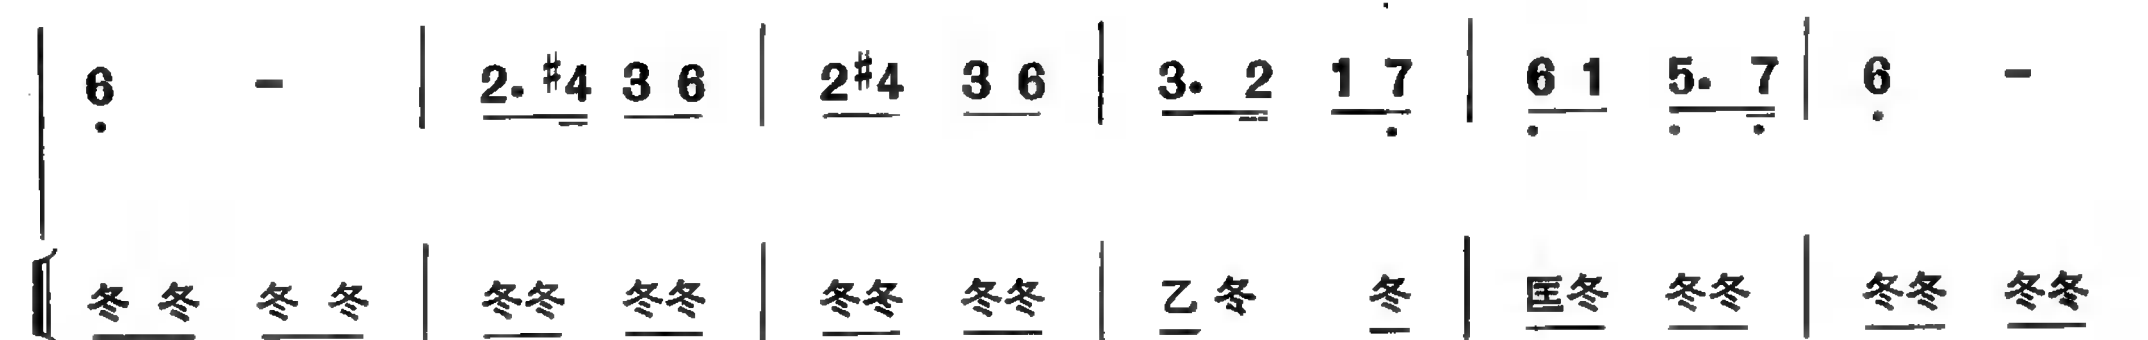 6 - | 2. #4 3 6 | 2 #4 3 6 | 3. 2 1 7 | 6 1 5. 7 | 6 -
冬 冬 冬 冬 | 冬冬 冬冬 | 冬冬 冬冬 | 乙 冬 冬 | 匡冬 冬冬 | 冬冬 冬冬